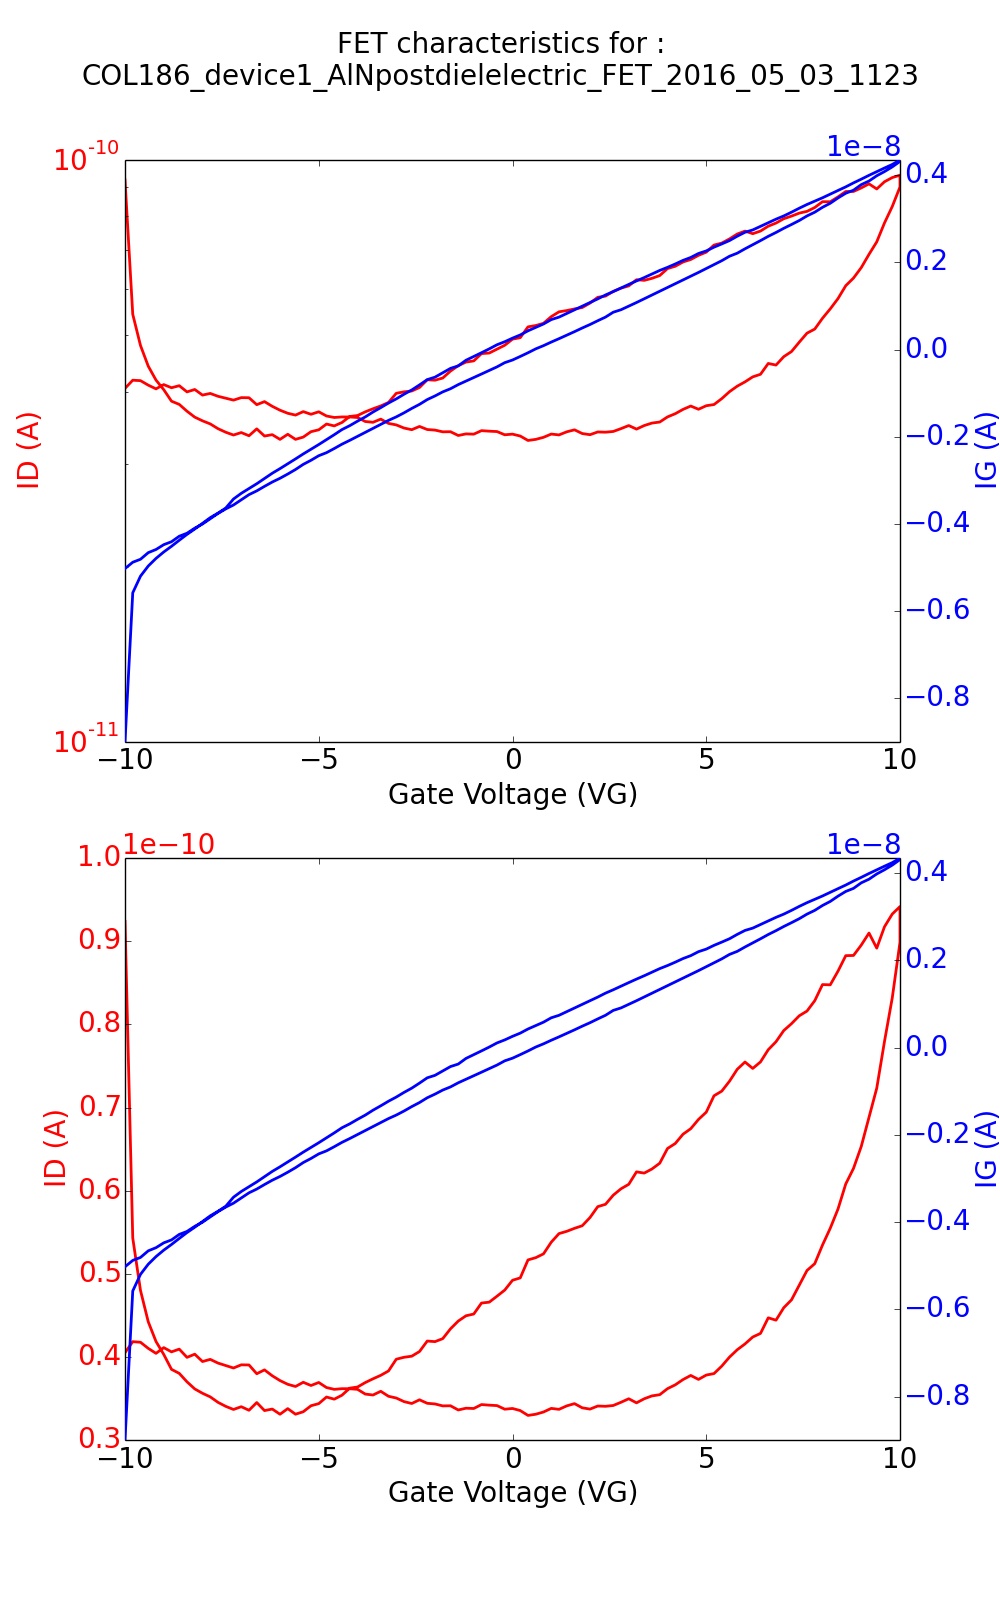 FET characteristics for :
COL186_device1_AlNpostdielelectric_FET_2016_05_03_1123
1e−8
10^-10
10^-11
ID (A)
0.4
0.2
0.0
−0.2
−0.4
−0.6
−0.8
IG (A)
−10 −5 0 5 10
Gate Voltage (VG)
1e−10 1e−8
1.0
0.9
0.8
0.7
0.6
0.5
0.4
0.3
ID (A)
0.4
0.2
0.0
−0.2
−0.4
−0.6
−0.8
IG (A)
−10 −5 0 5 10
Gate Voltage (VG)